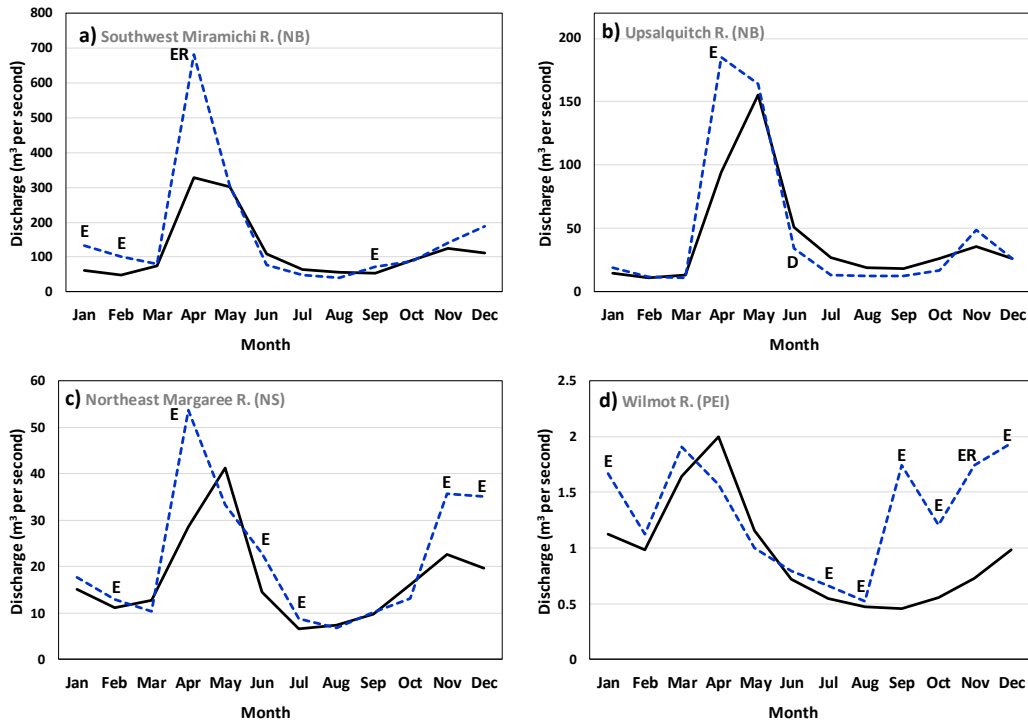 a) Southwest Miramichi R. (NB)
Discharge (m³ per second)
800
700
600
500
400
300
200
100
0
ER
E
E
E
Jan Feb Mar Apr May Jun Jul Aug Sep Oct Nov Dec
Month
b) Upsalquitch R. (NB)
Discharge (m³ per second)
200
150
100
50
0
E
D
Jan Feb Mar Apr May Jun Jul Aug Sep Oct Nov Dec
Month
c) Northeast Margaree R. (NS)
Discharge (m³ per second)
60
50
40
30
20
10
0
E
E
E
E
E
E
Jan Feb Mar Apr May Jun Jul Aug Sep Oct Nov Dec
Month
d) Wilmot R. (PEI)
Discharge (m³ per second)
2.5
2
1.5
1
0.5
0
E
E
E
E
E
ER
E
Jan Feb Mar Apr May Jun Jul Aug Sep Oct Nov Dec
Month